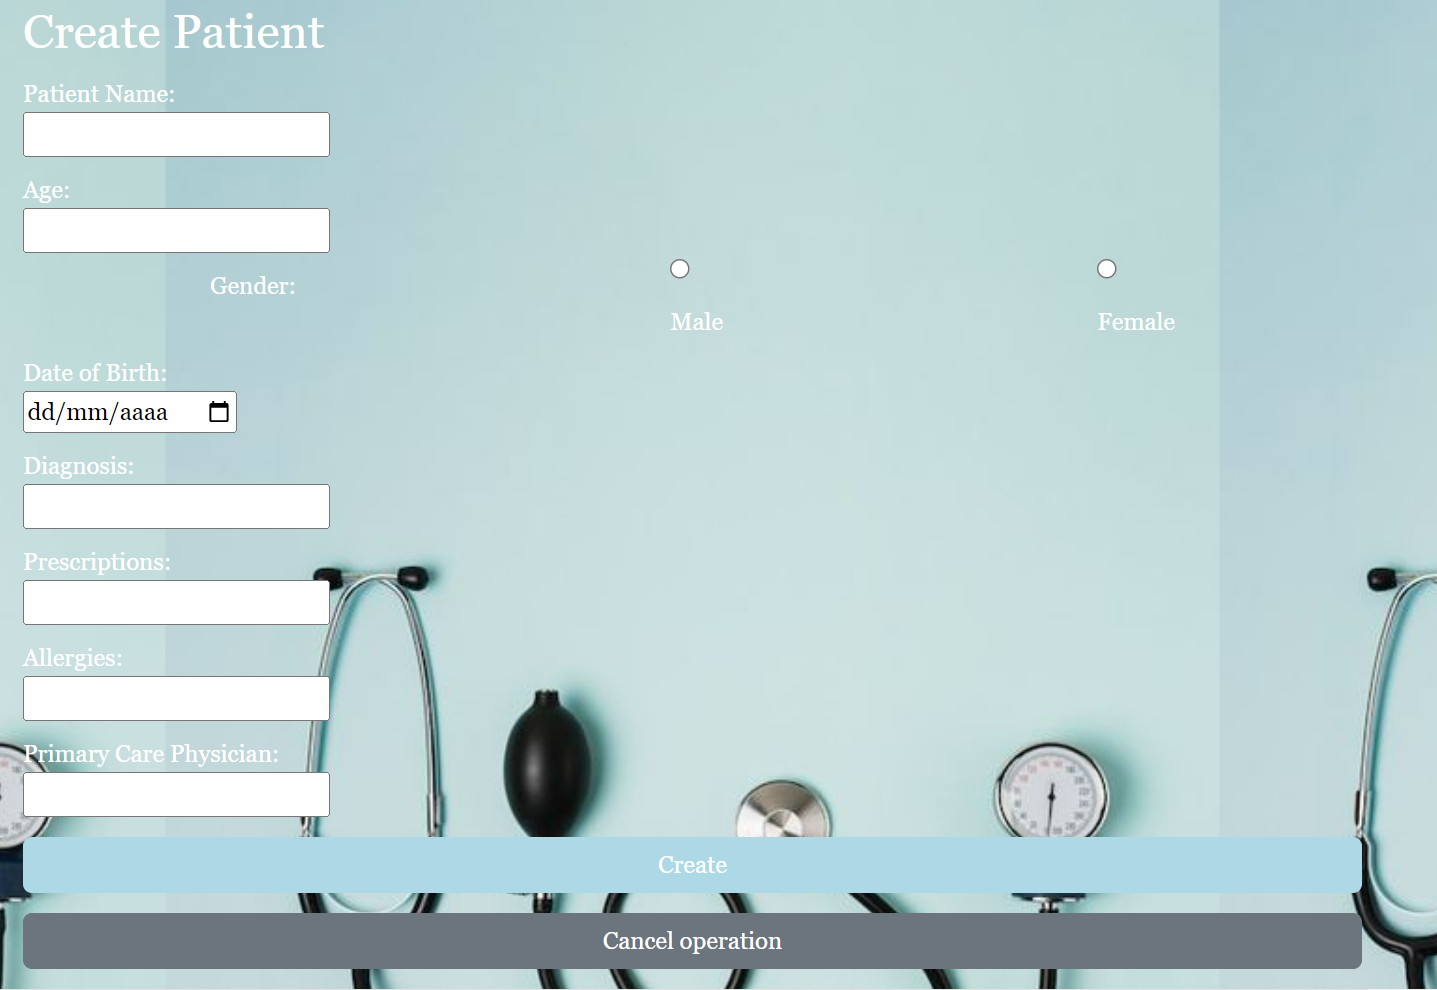 Create Patient
Patient Name:
Age:
Gender:
Male
Female
Date of Birth:
dd/mm/aaaa
Diagnosis:
Prescriptions:
Allergies:
Primary Care Physician:
Create
Cancel operation